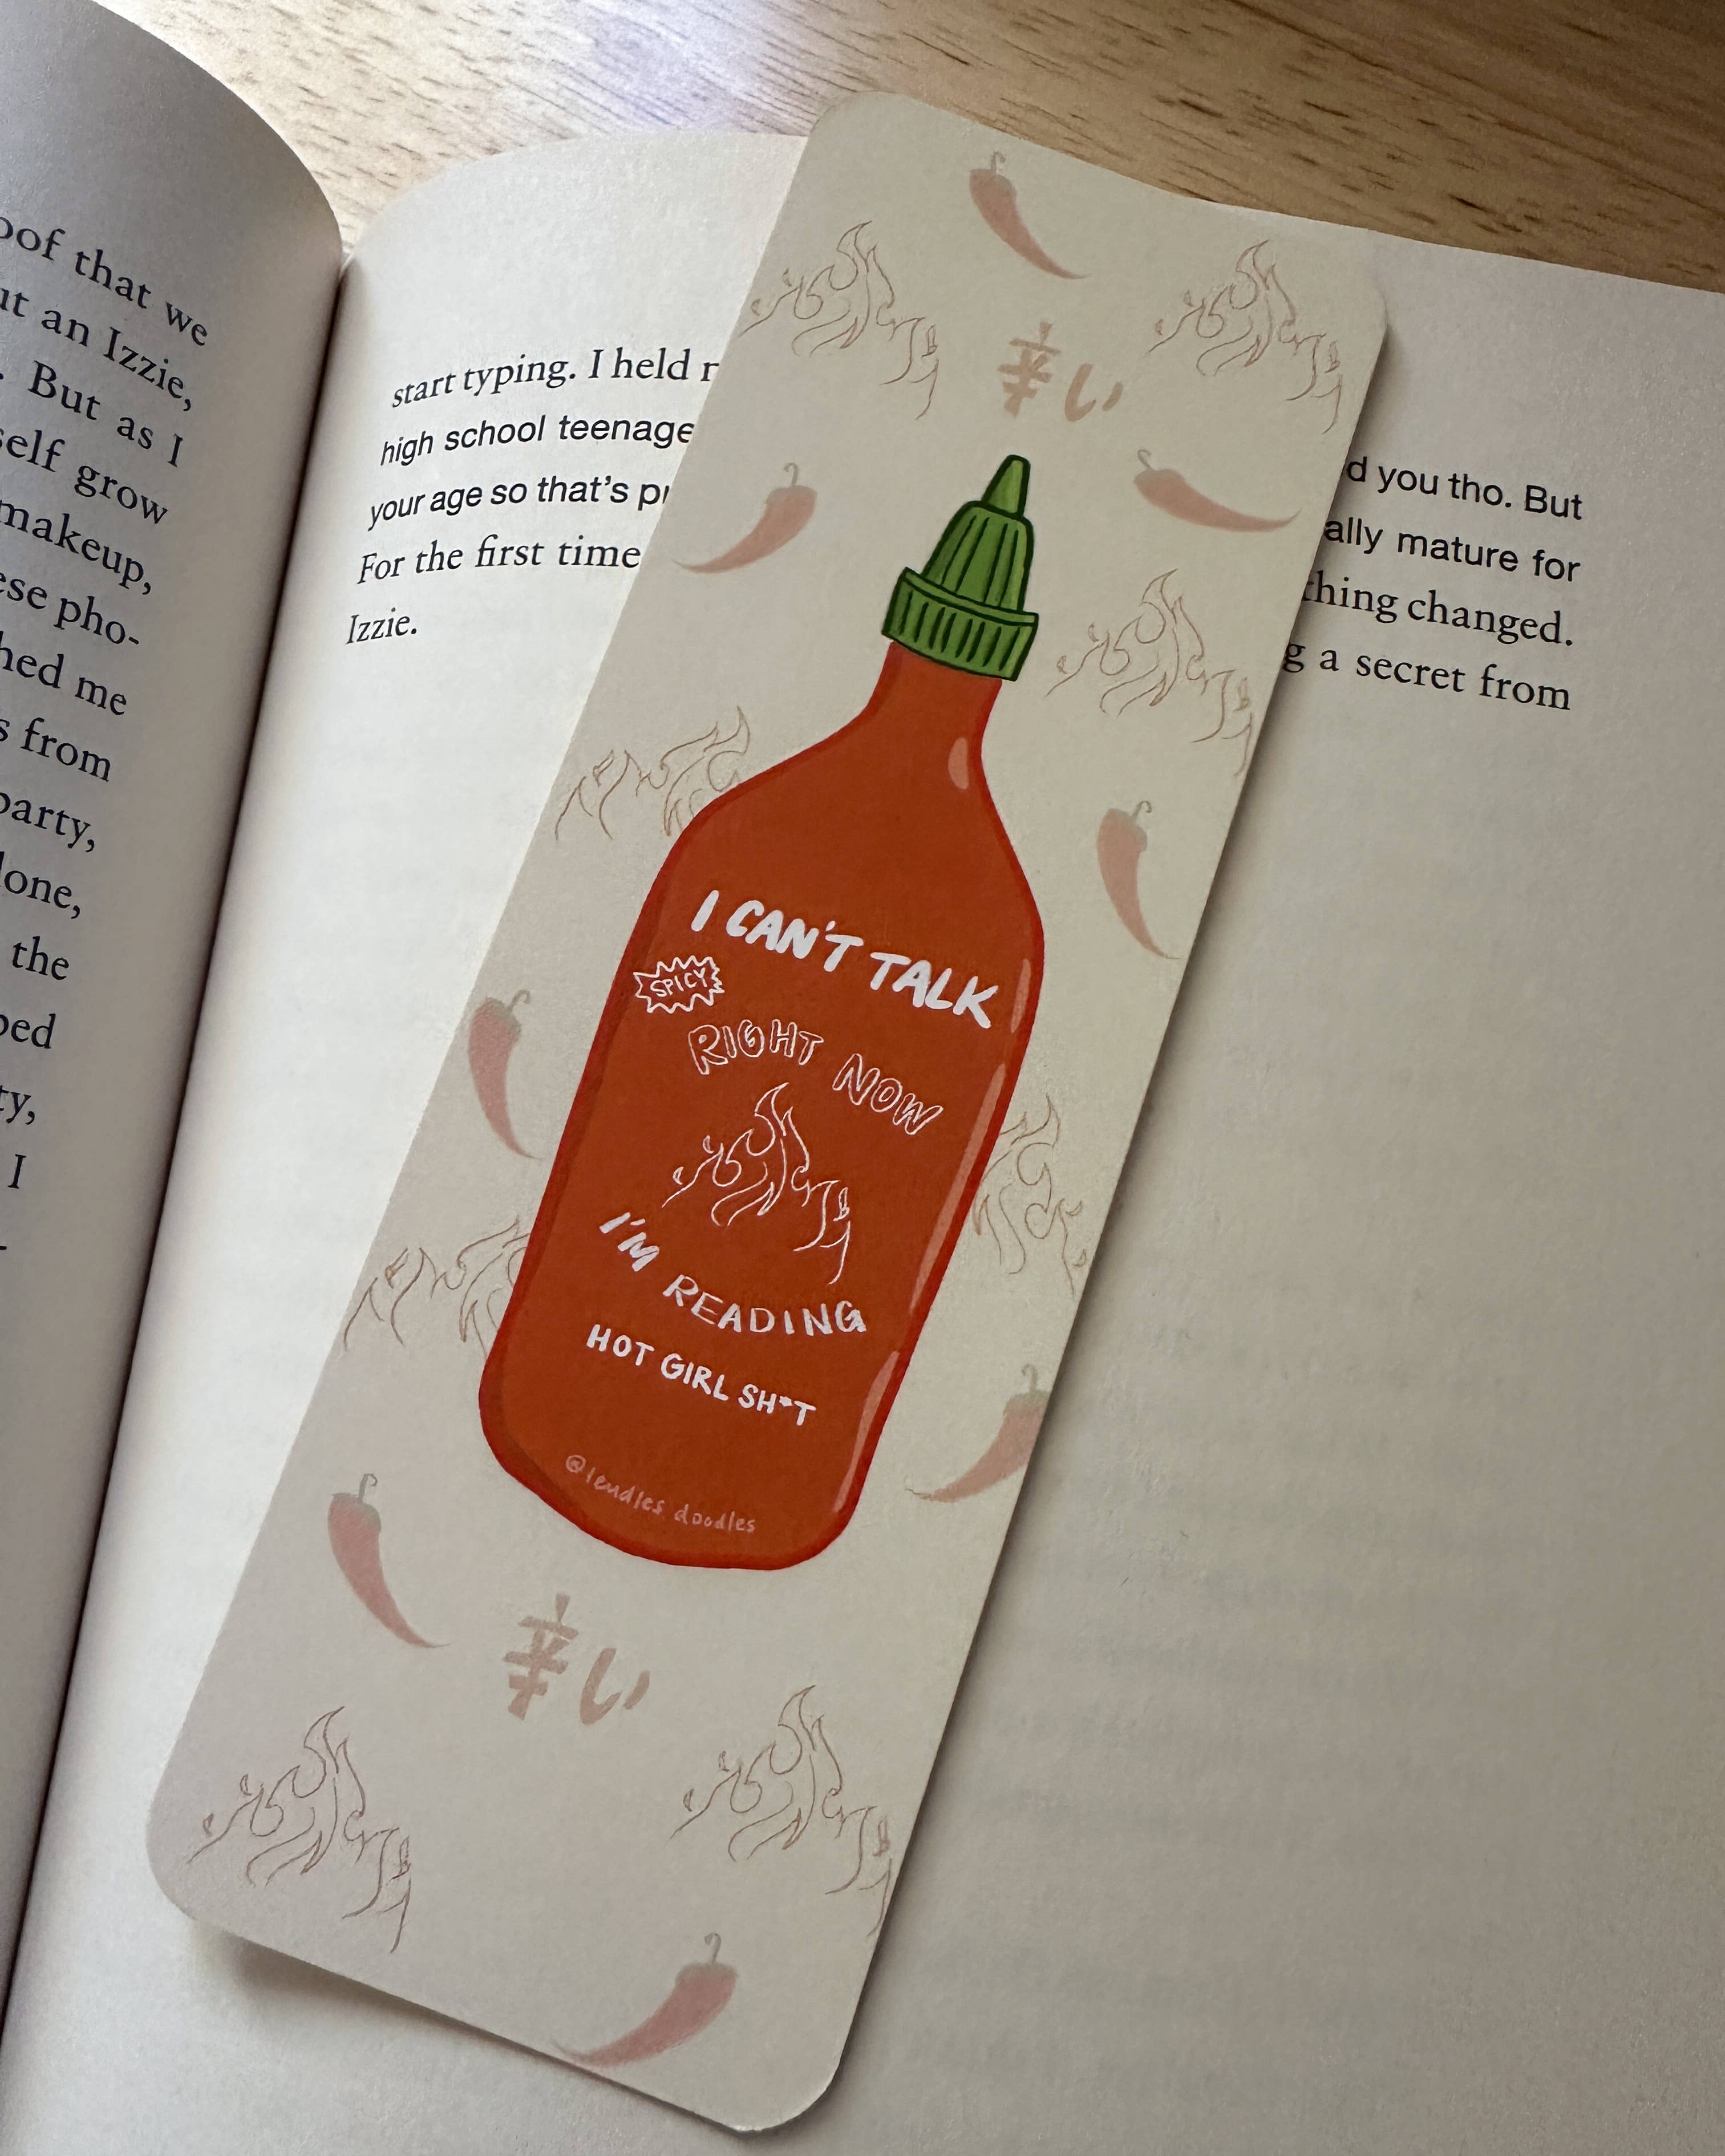 oof that we
ut an Izzie,
. But as I
self grow
makeup,
ese pho-
hed me
s from
party,
lone,
the
ped
ty,
I
-
start typing. I held r
high school teenage
your age so that's pr
For the first time
Izzie.
d you tho. But
ally mature for
thing changed.
g a secret from
辛い
I CAN'T TALK
SPICY
RIGHT NOW
I'M READING
HOT GIRL SH*T
@lendles doodles
辛い